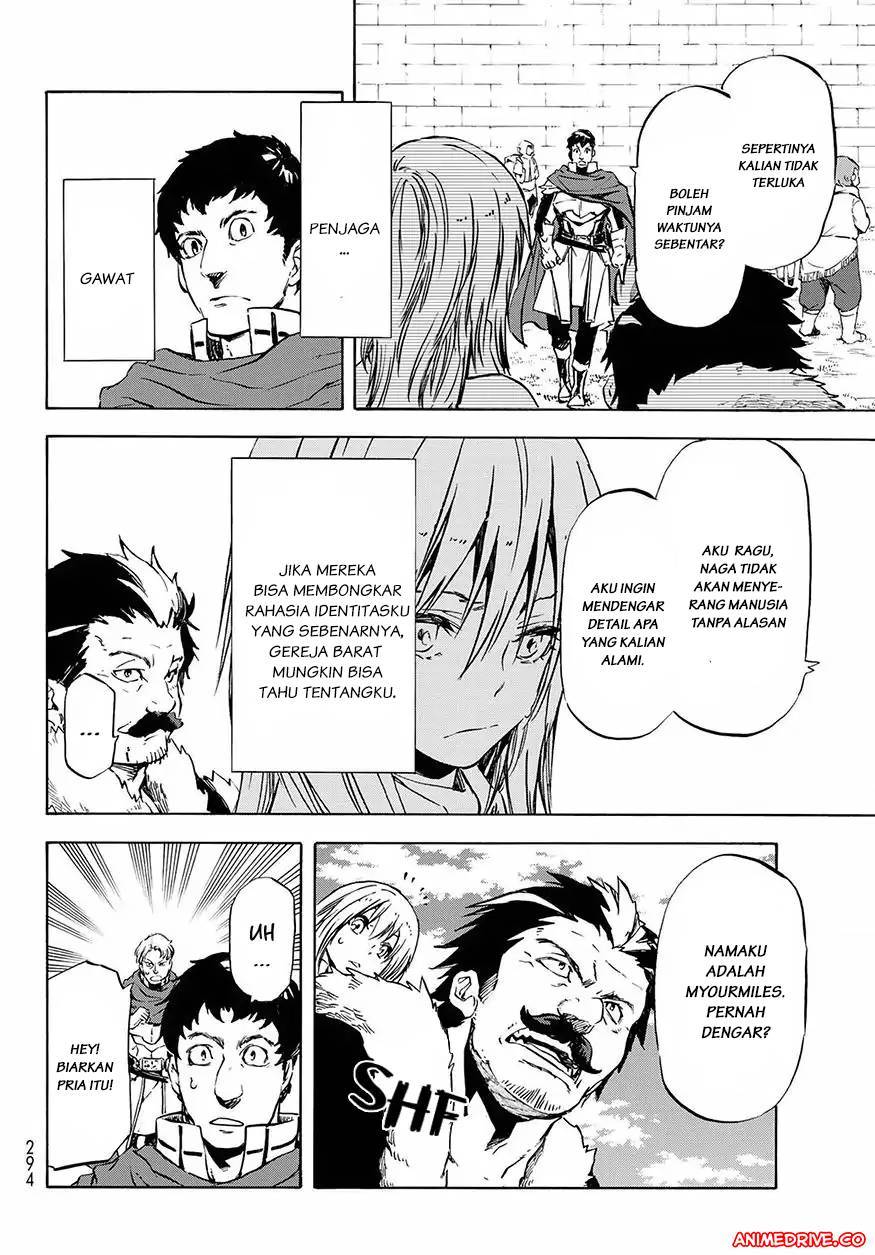 SEPERTINYA
KALIAN TIDAK
TERLUKA
BOLEH
PINJAM
WAKTUNYA
SEBENTAR?
PENJAGA
...
GAWAT
AKU RAGU,
NAGA TIDAK
AKAN MENYE-
RANG MANUSIA
TANPA ALASAN
AKU INGIN
MENDENGAR
DETAIL APA
YANG KALIAN
ALAMI.
JIKA MEREKA
BISA MEMBONGKAR
RAHASIA IDENTITASKU
YANG SEBENARNYA,
GEREJA BARAT
MUNGKIN BISA
TAHU TENTANGKU.
...
NAMAKU
ADALAH
MYOURMILES.
PERNAH
DENGAR?
SHF
UH
...
HEY!
BIARKAN
PRIA ITU!
294
ANIMEDRIVE.CO